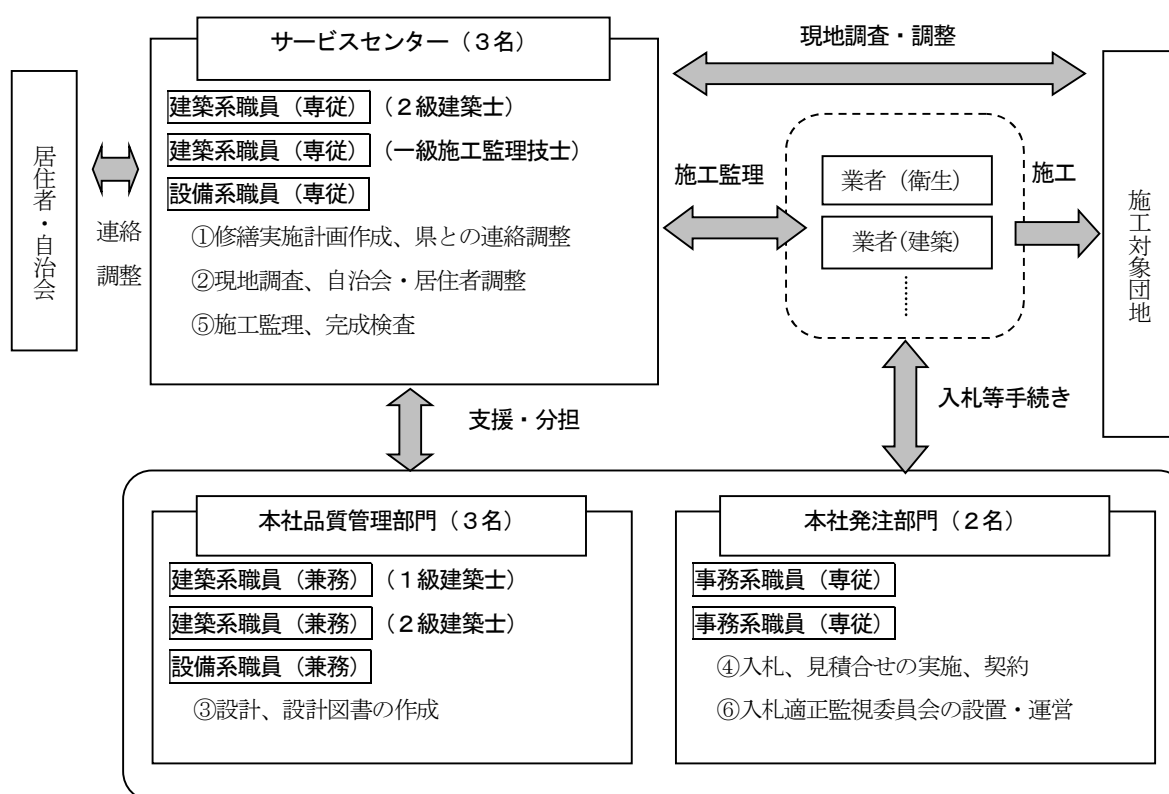 サービスセンター（３名）
建築系職員（専従）（２級建築士）
建築系職員（専従）（一級施工監理技士）
設備系職員（専従）
①修繕実施計画作成、県との連絡調整
②現地調査、自治会・居住者調整
⑤施工監理、完成検査
居住者・自治会
連絡
調整
現地調査・調整
施工監理
業者（衛生）
業者(建築)
施工
施工対象団地
支援・分担
入札等手続き
本社品質管理部門（３名）
建築系職員（兼務）（１級建築士）
建築系職員（兼務）（２級建築士）
設備系職員（兼務）
③設計、設計図書の作成
本社発注部門（２名）
事務系職員（専従）
事務系職員（専従）
④入札、見積合せの実施、契約
⑥入札適正監視委員会の設置・運営